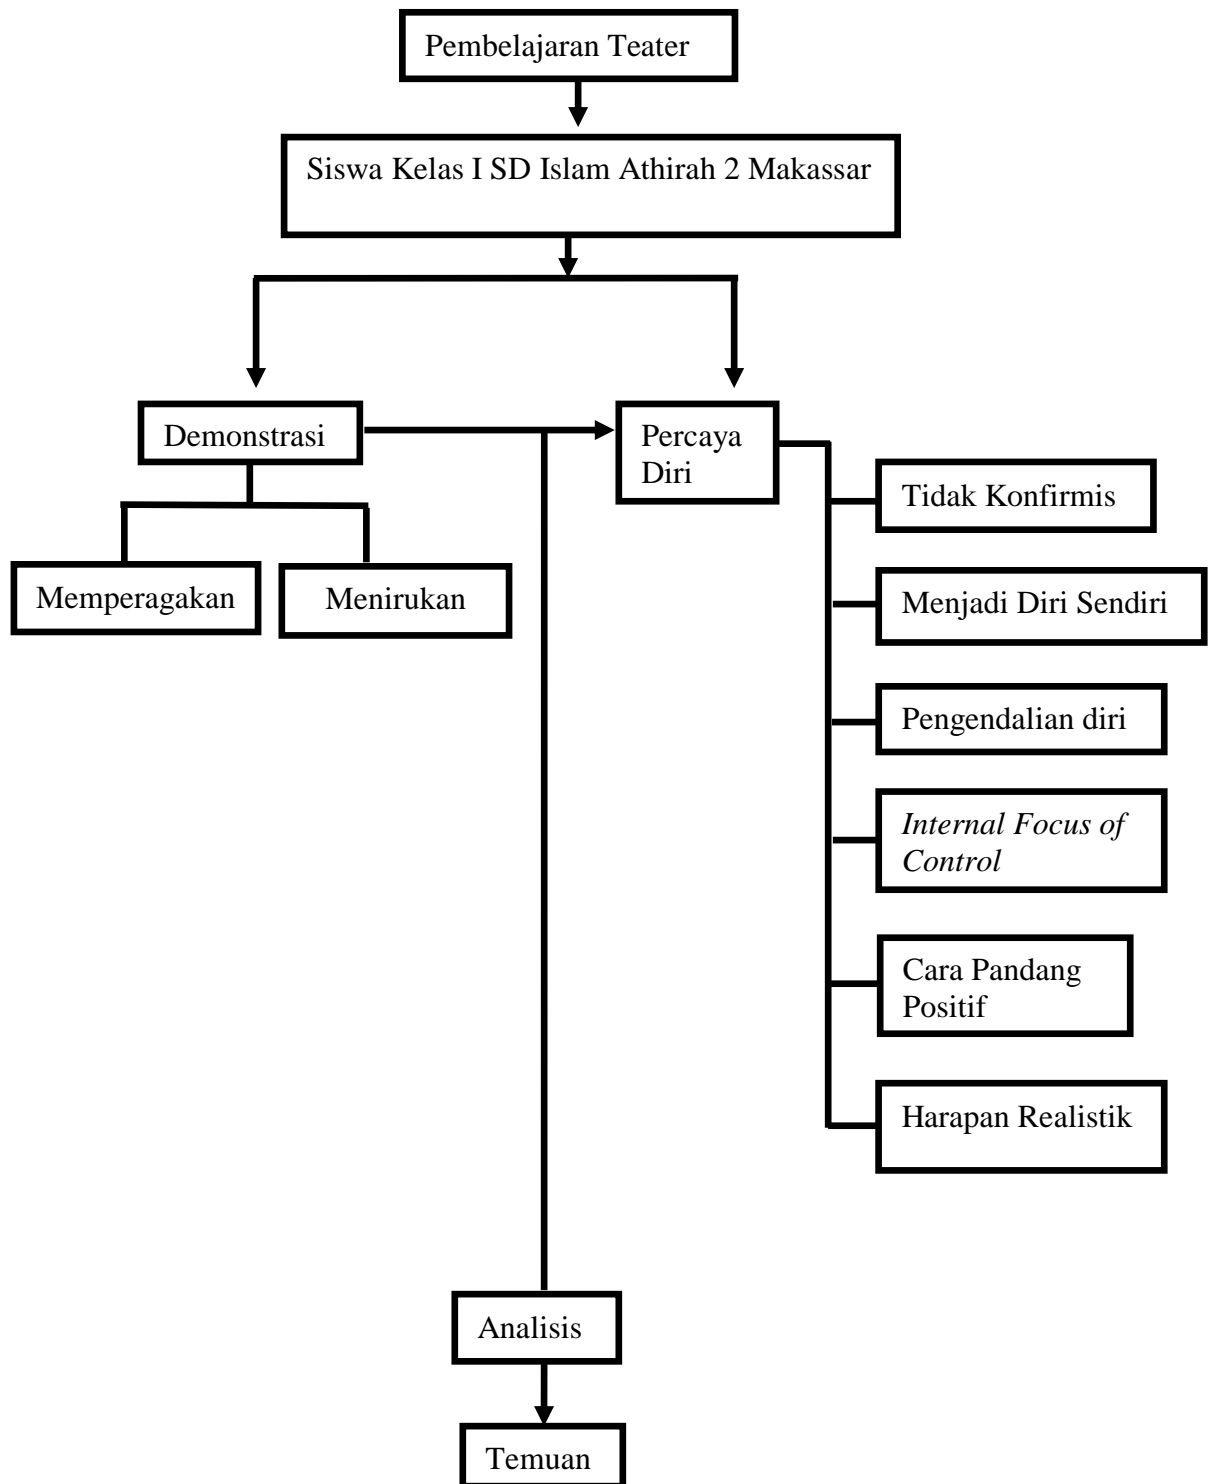 Pembelajaran Teater
Siswa Kelas I SD Islam Athirah 2 Makassar
Demonstrasi
Percaya
Diri
Tidak Konfirmis
Memperagakan
Menirukan
Menjadi Diri Sendiri
Pengendalian diri
Internal Focus of
Control
Cara Pandang
Positif
Harapan Realistik
Analisis
Temuan